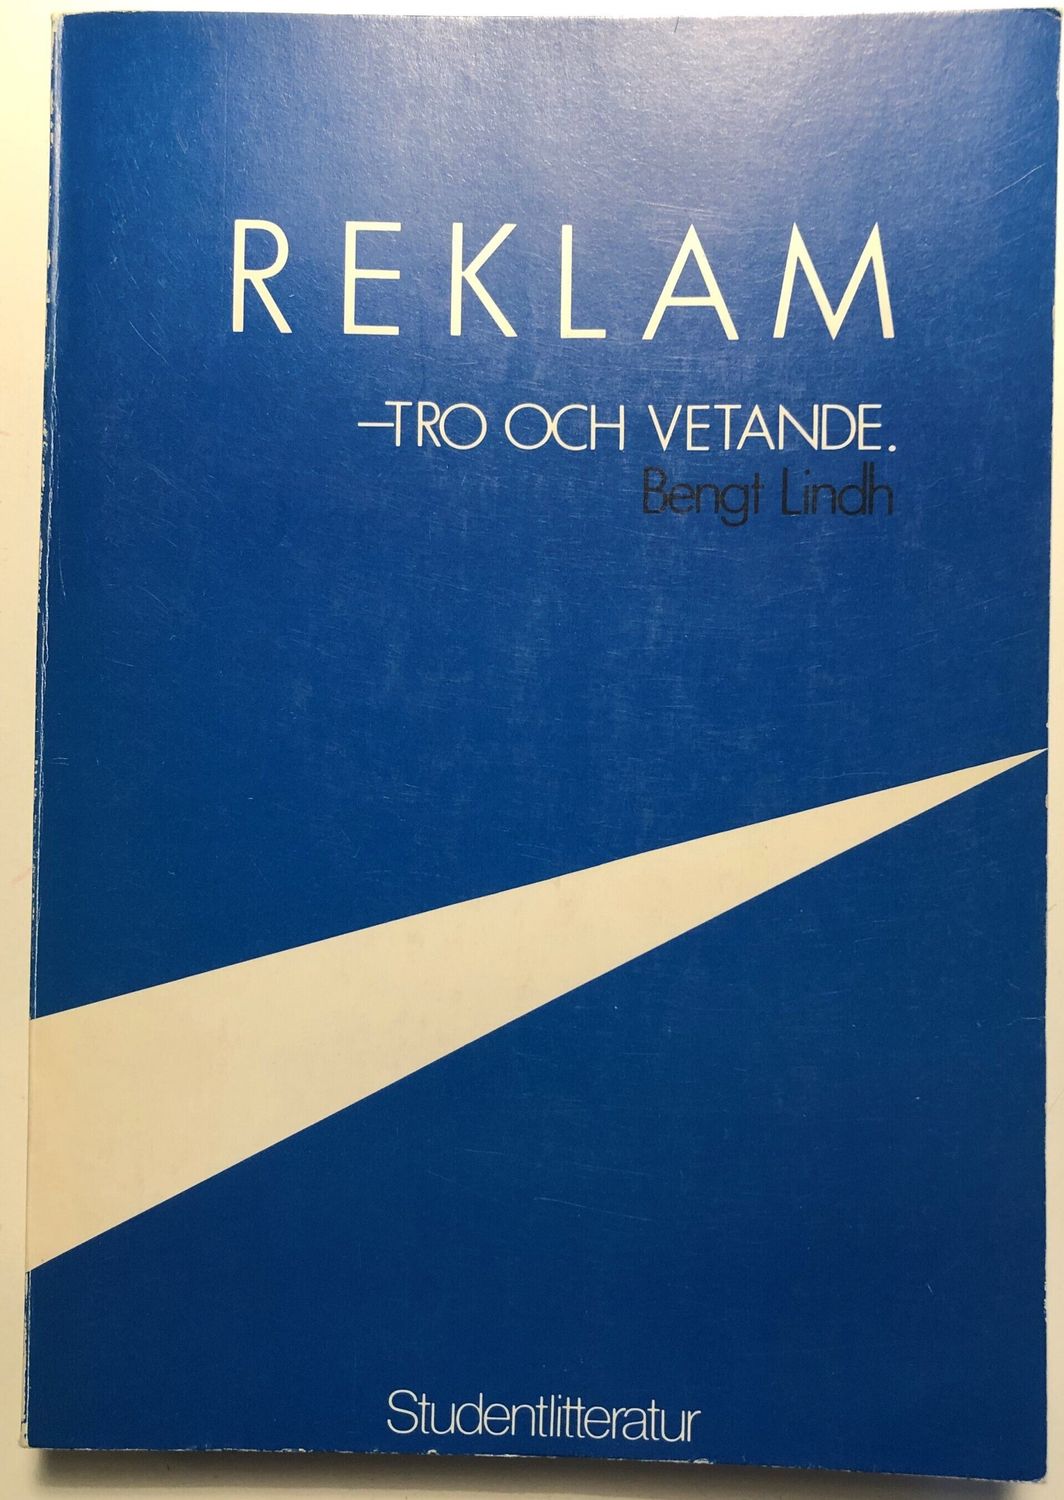 REKLAM
–TRO OCH VETANDE.
Bengt Lindh
Studentlitteratur